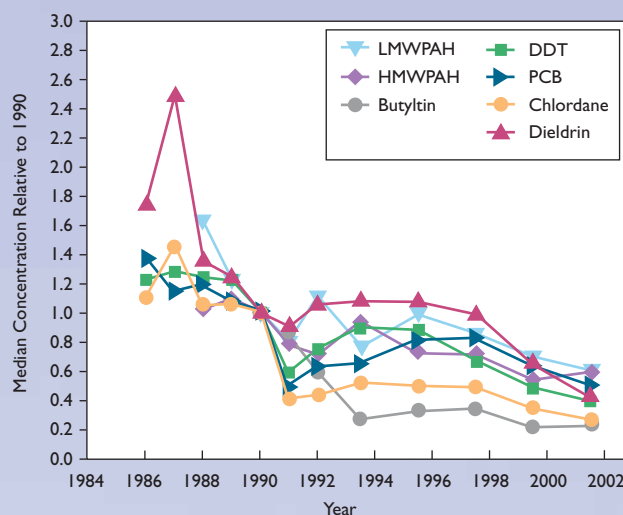 Median Concentration Relative to 1990
3.0
2.8
2.6
2.4
2.2
2.0
1.8
1.6
1.4
1.2
1.0
0.8
0.6
0.4
0.2
0.0
LMWPAH
HMWPAH
Butyltin
DDT
PCB
Chlordane
Dieldrin
1984 1986 1988 1990 1992 1994 1996 1998 2000 2002
Year